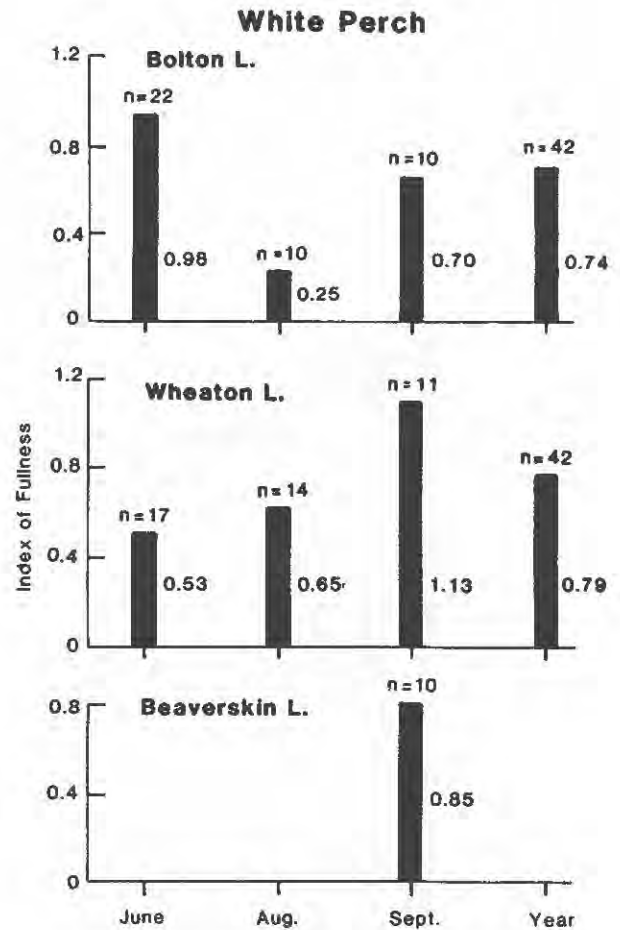 White Perch
Bolton L.
1.2
0.8
0.4
0
n=22
0.98
n=10
0.25
n=10
0.70
n=42
0.74
Index of Fullness
Wheaton L.
1.2
0.8
0.4
0
n=17
0.53
n=14
0.65
n=11
1.13
n=42
0.79
Beaverskin L.
0.8
0.4
0
n=10
0.85
June Aug. Sept. Year